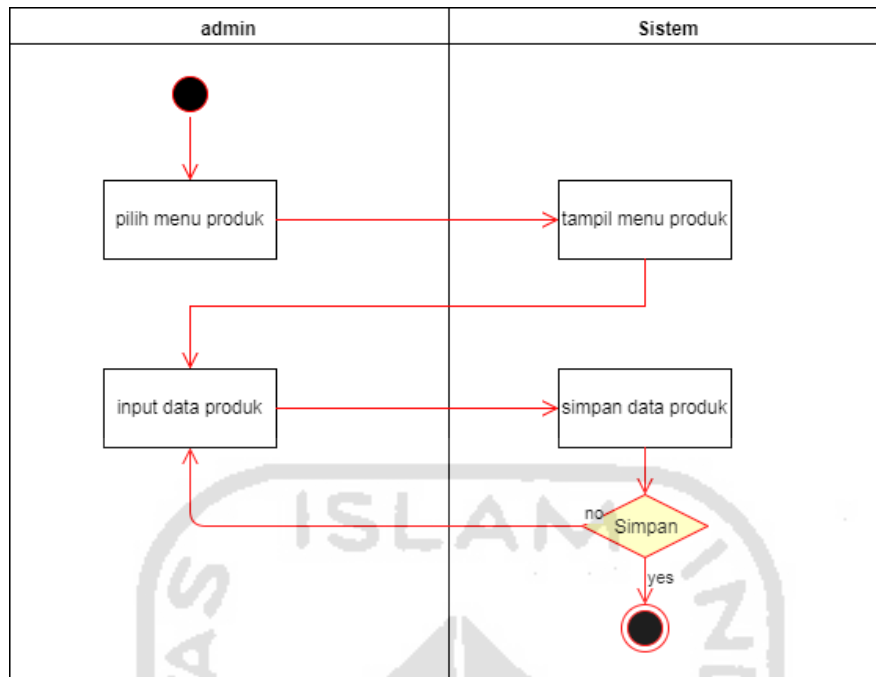 admin
Sistem
pilih menu produk
tampil menu produk
input data produk
simpan data produk
no
Simpan
yes
ISLAM